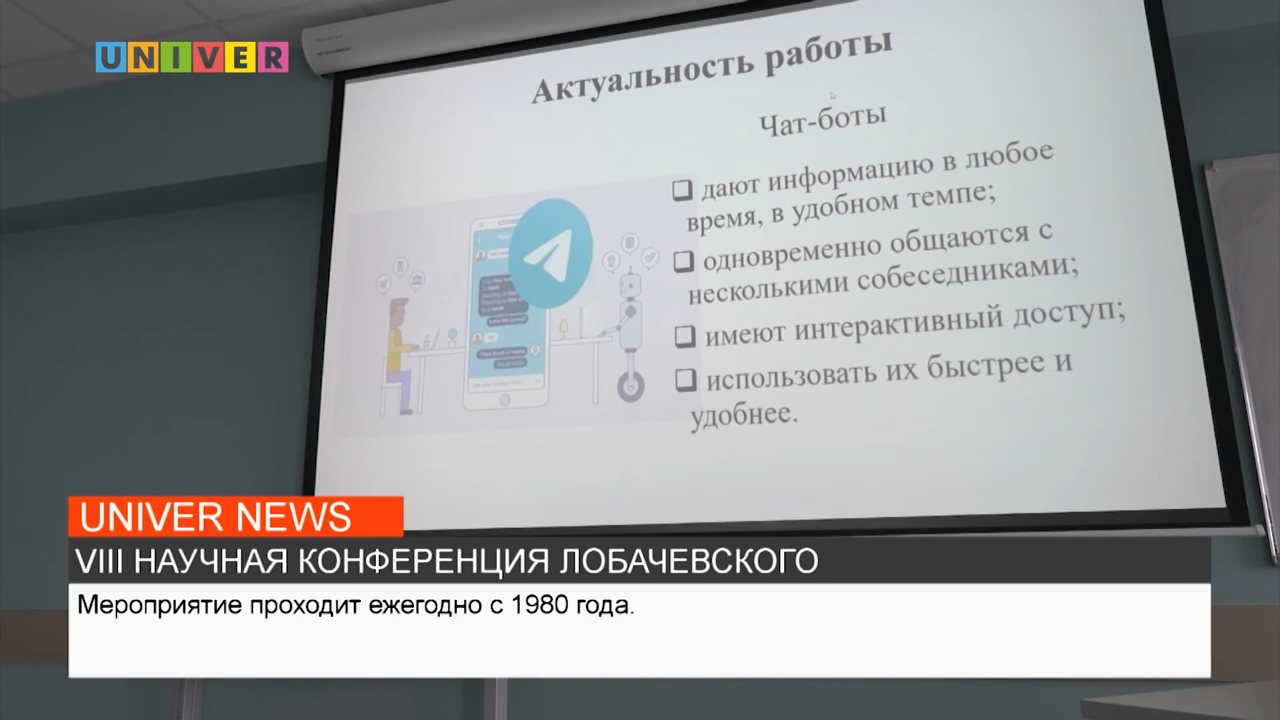 UNIVER
Актуальность работы
Чат-боты
дают информацию в любое
время, в удобном темпе;
одновременно общаются с
несколькими собеседниками;
имеют интерактивный доступ;
использовать их быстрее и
удобнее.
UNIVER NEWS
VIII НАУЧНАЯ КОНФЕРЕНЦИЯ ЛОБАЧЕВСКОГО
Мероприятие проходит ежегодно с 1980 года.